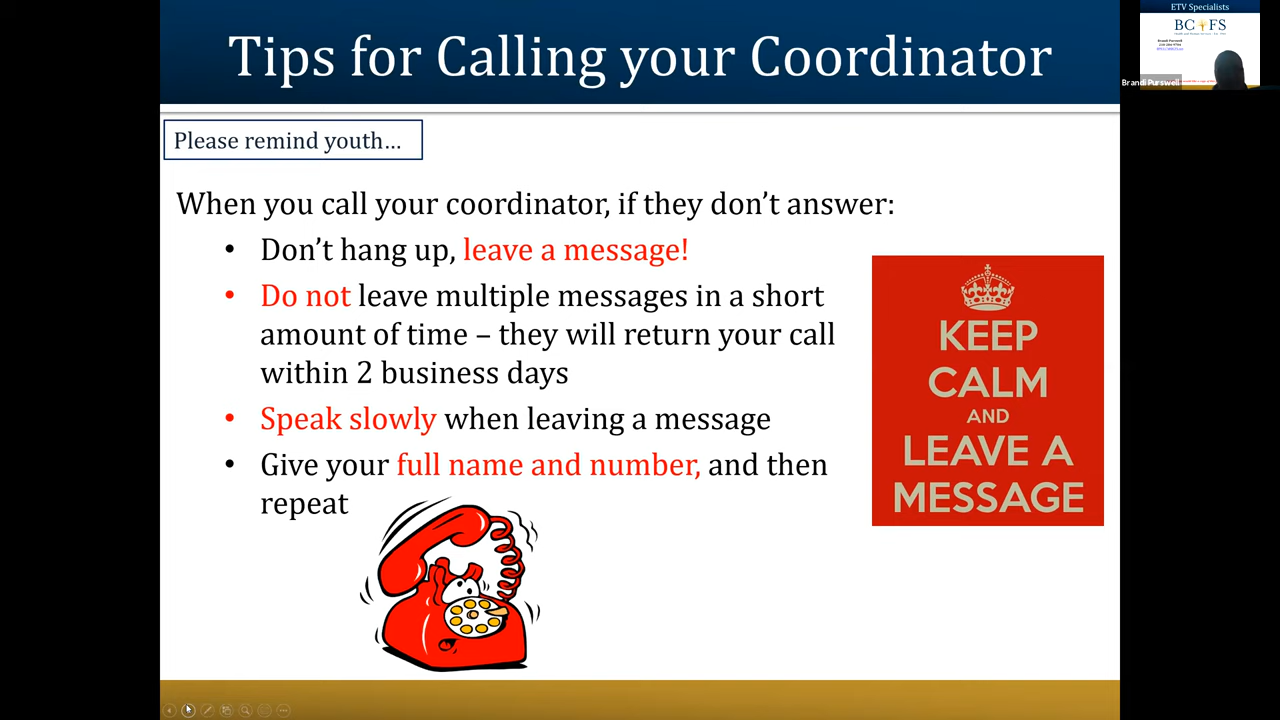 Tips for Calling your Coordinator
Please remind youth…
When you call your coordinator, if they don’t answer:
• Don’t hang up, leave a message!
• Do not leave multiple messages in a short
amount of time – they will return your call
within 2 business days
• Speak slowly when leaving a message
• Give your full name and number, and then
repeat
KEEP
CALM
AND
LEAVE A
MESSAGE
ETV Specialists
BCFS
Brandi Purswell
Brandi Purswell